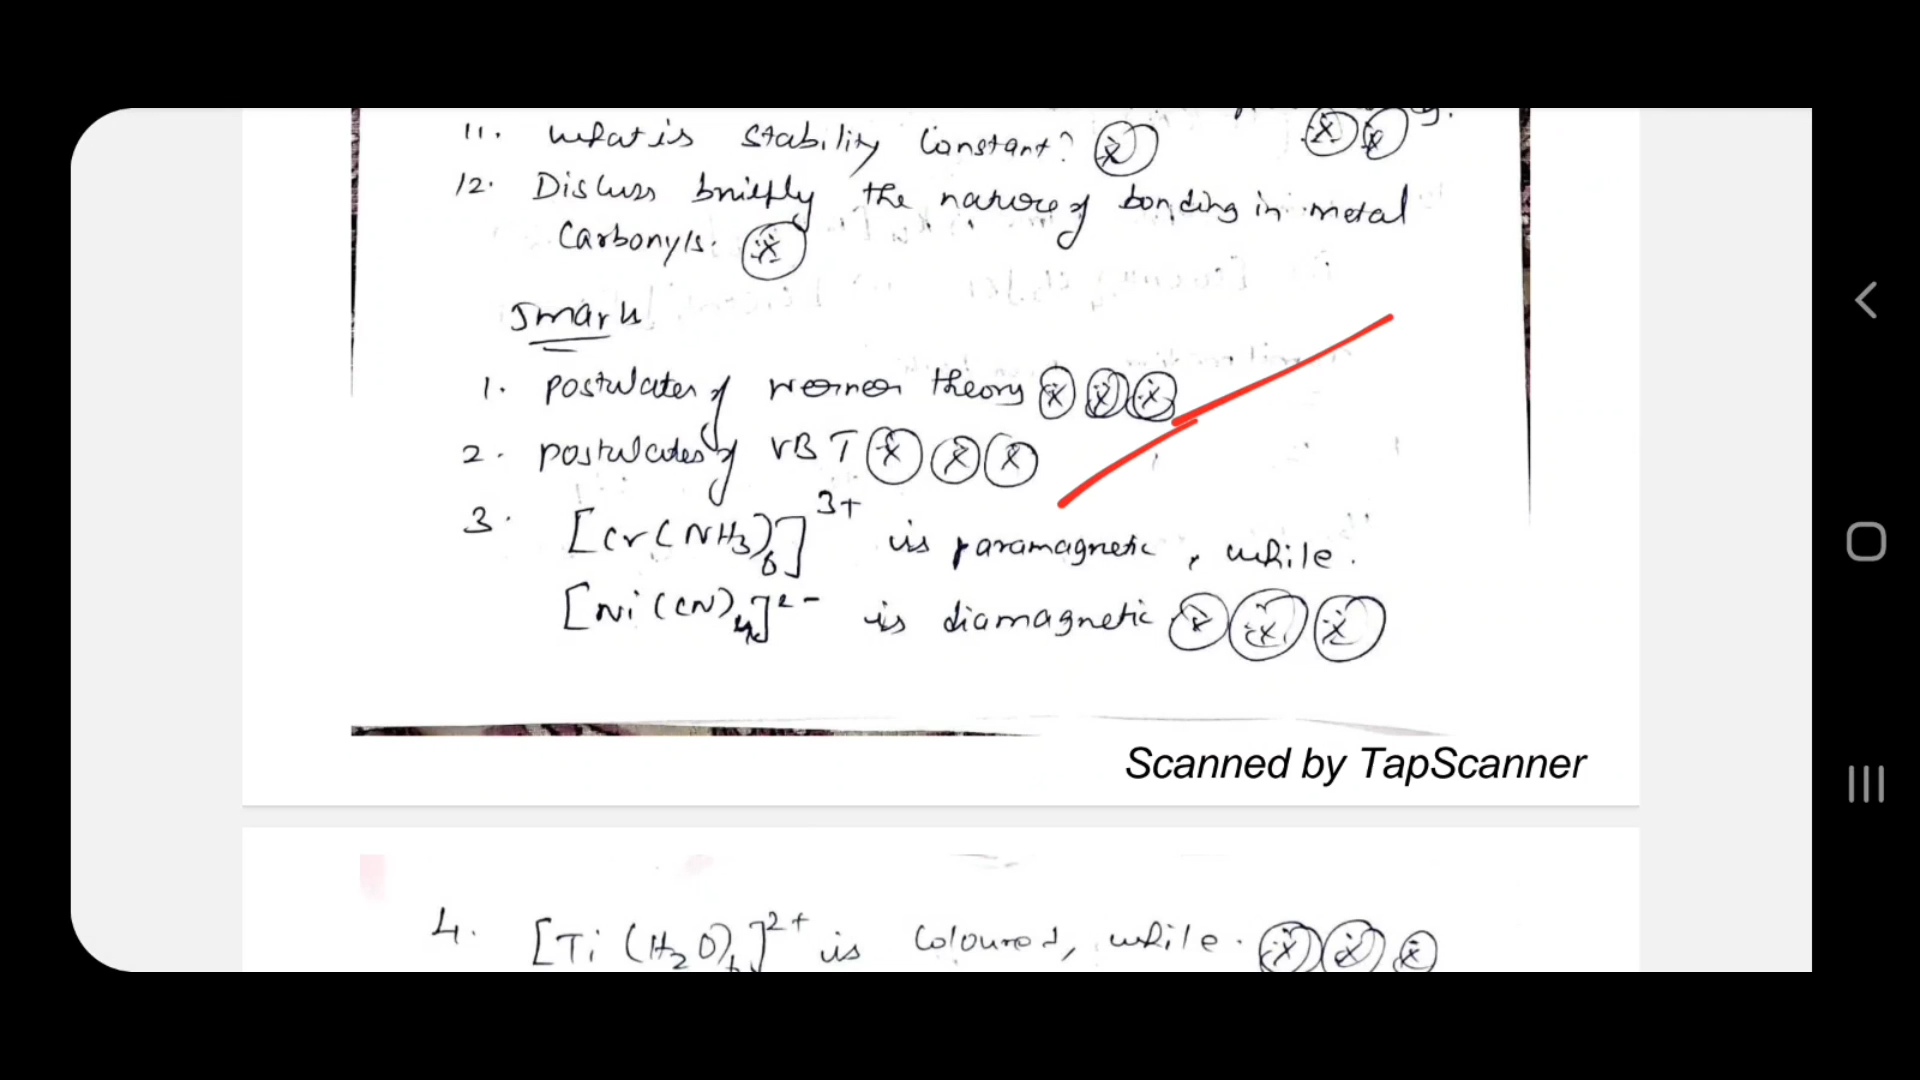 11. What is stability Constant?
12. Discuss briefly the nature of bonding in metal
Carbonyls.
5mark
1. postulates of werner theory
2. postulates of VBT
3. [Cr(NH3)6]3+ is paramagnetic, while.
[Ni(CN)4]2- is diamagnetic
Scanned by TapScanner
4. [Ti(H2O)6]2+ is Coloured, while.